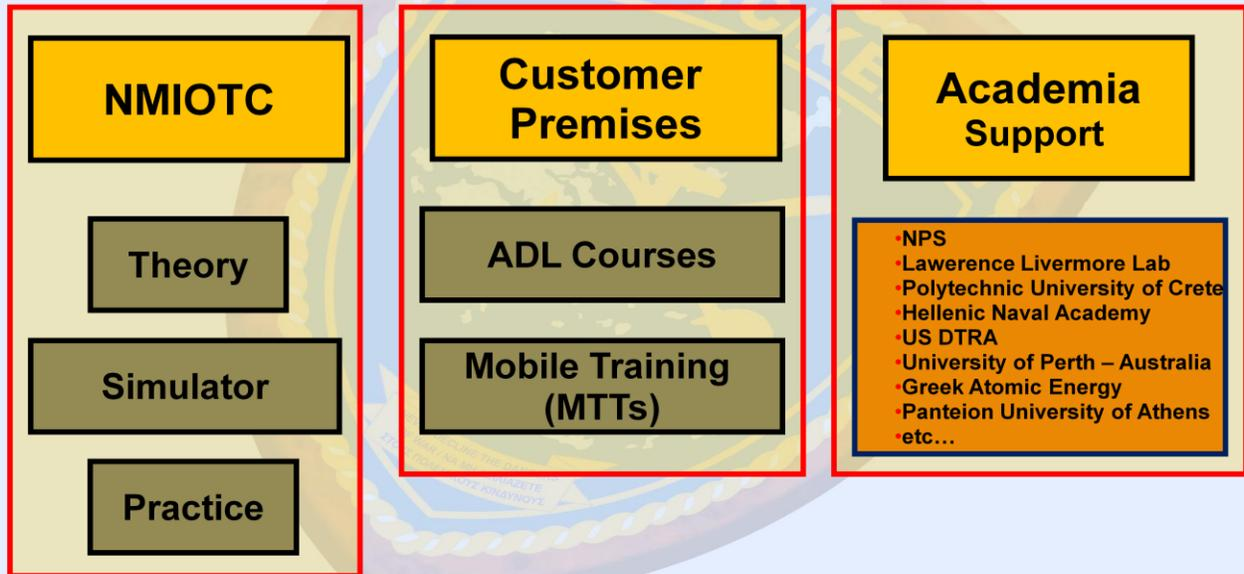 NMIOTC
Theory
Simulator
Practice
Customer
Premises
ADL Courses
Mobile Training
(MTTs)
Academia
Support
•NPS
•Lawerence Livermore Lab
•Polytechnic University of Crete
•Hellenic Naval Academy
•US DTRA
•University of Perth – Australia
•Greek Atomic Energy
•Panteion University of Athens
•etc…